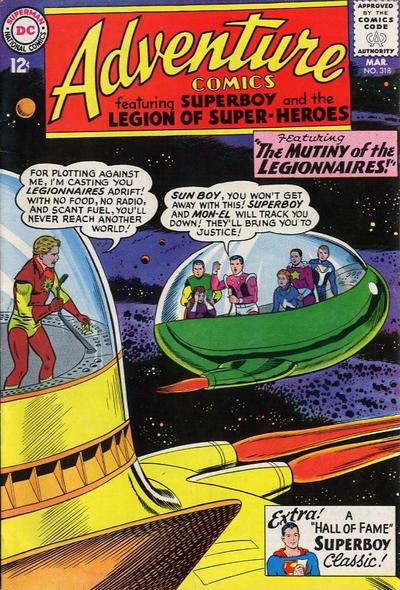 SUPERMAN
DC
NATIONAL COMICS
12¢
Adventure
COMICS
featuring SUPERBOY and the
LEGION OF SUPER-HEROES
APPROVED
BY THE
COMICS
CODE
AUTHORITY
MAR.
NO. 318
Featuring
"The MUTINY of the
LEGIONNAIRES!"
FOR PLOTTING AGAINST
ME, I'M CASTING YOU
LEGIONNAIRES ADRIFT!
WITH NO FOOD, NO RADIO,
AND SCANT FUEL, YOU'LL
NEVER REACH ANOTHER
WORLD!
SUN BOY, YOU WON'T GET
AWAY WITH THIS! SUPERBOY
AND MON-EL WILL TRACK YOU
DOWN! THEY'LL BRING YOU TO
JUSTICE!
Extra!
A
"HALL OF FAME"
SUPERBOY
Classic!